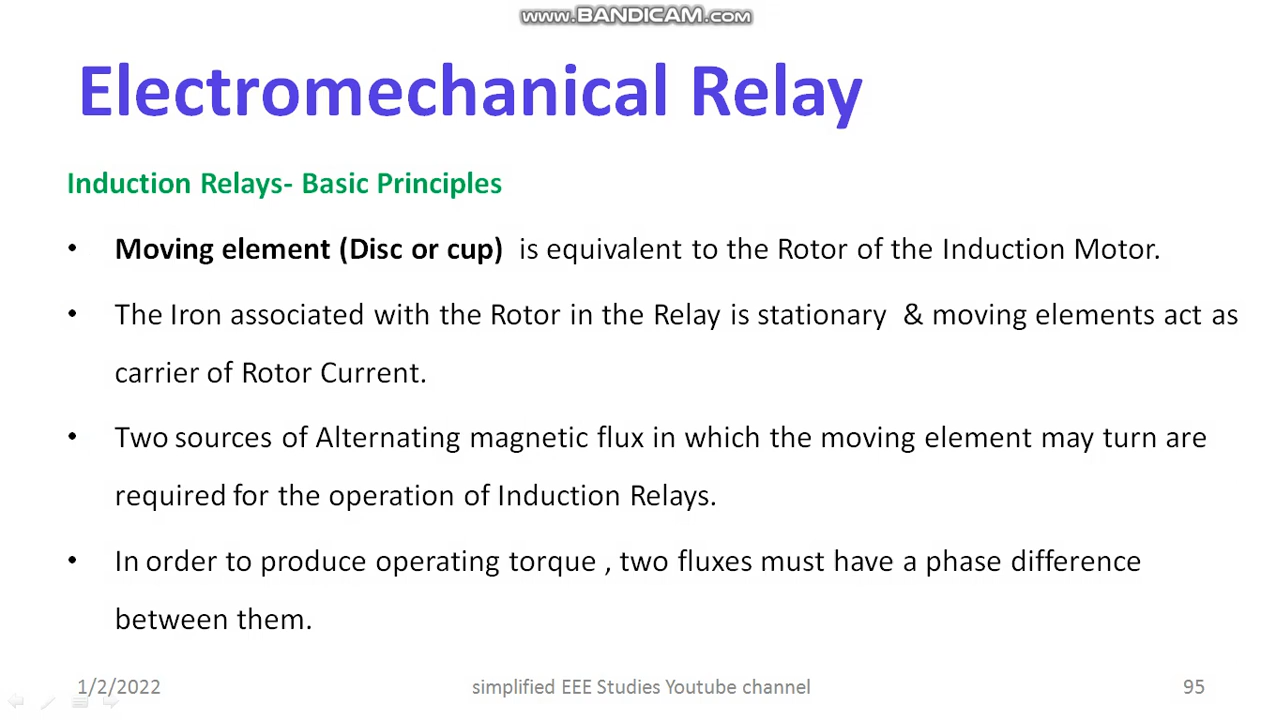 www.BANDICAM.com
Electromechanical Relay
Induction Relays- Basic Principles
• Moving element (Disc or cup) is equivalent to the Rotor of the Induction Motor.
• The Iron associated with the Rotor in the Relay is stationary & moving elements act as
carrier of Rotor Current.
• Two sources of Alternating magnetic flux in which the moving element may turn are
required for the operation of Induction Relays.
• In order to produce operating torque , two fluxes must have a phase difference
between them.
1/2/2022 simplified EEE Studies Youtube channel 95